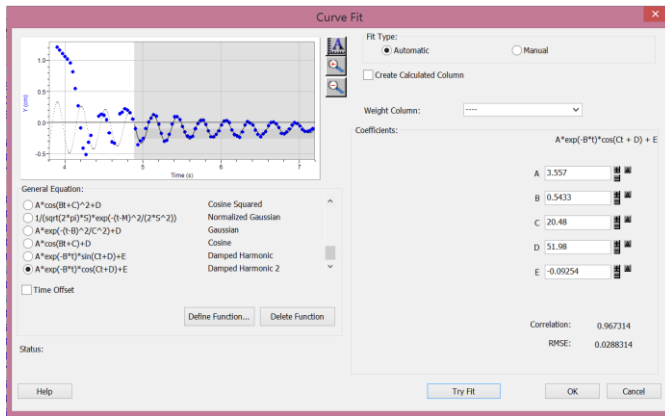 Curve Fit
1.0
0.5
0.0
-0.5
Y (cm)
4 5 6 7
Time (s)
General Equation:
A*cos(Bt+C)^2+D Cosine Squared
1/(sqrt(2*pi)*S)*exp(-(t-M)^2/(2*S^2)) Normalized Gaussian
A*exp(-(t-B)^2/C^2)+D Gaussian
A*cos(Bt+C)+D Cosine
A*exp(-B*t)*sin(Ct+D)+E Damped Harmonic
A*exp(-B*t)*cos(Ct+D)+E Damped Harmonic 2
Time Offset
Define Function... Delete Function
Status:
Help
Fit Type:
Automatic Manual
Create Calculated Column
Weight Column: ----
Coefficients:
A*exp(-B*t)*cos(Ct + D) + E
A 3.557
B 0.5433
C 20.48
D 51.98
E -0.09254
Correlation: 0.967314
RMSE: 0.0288314
Try Fit OK Cancel